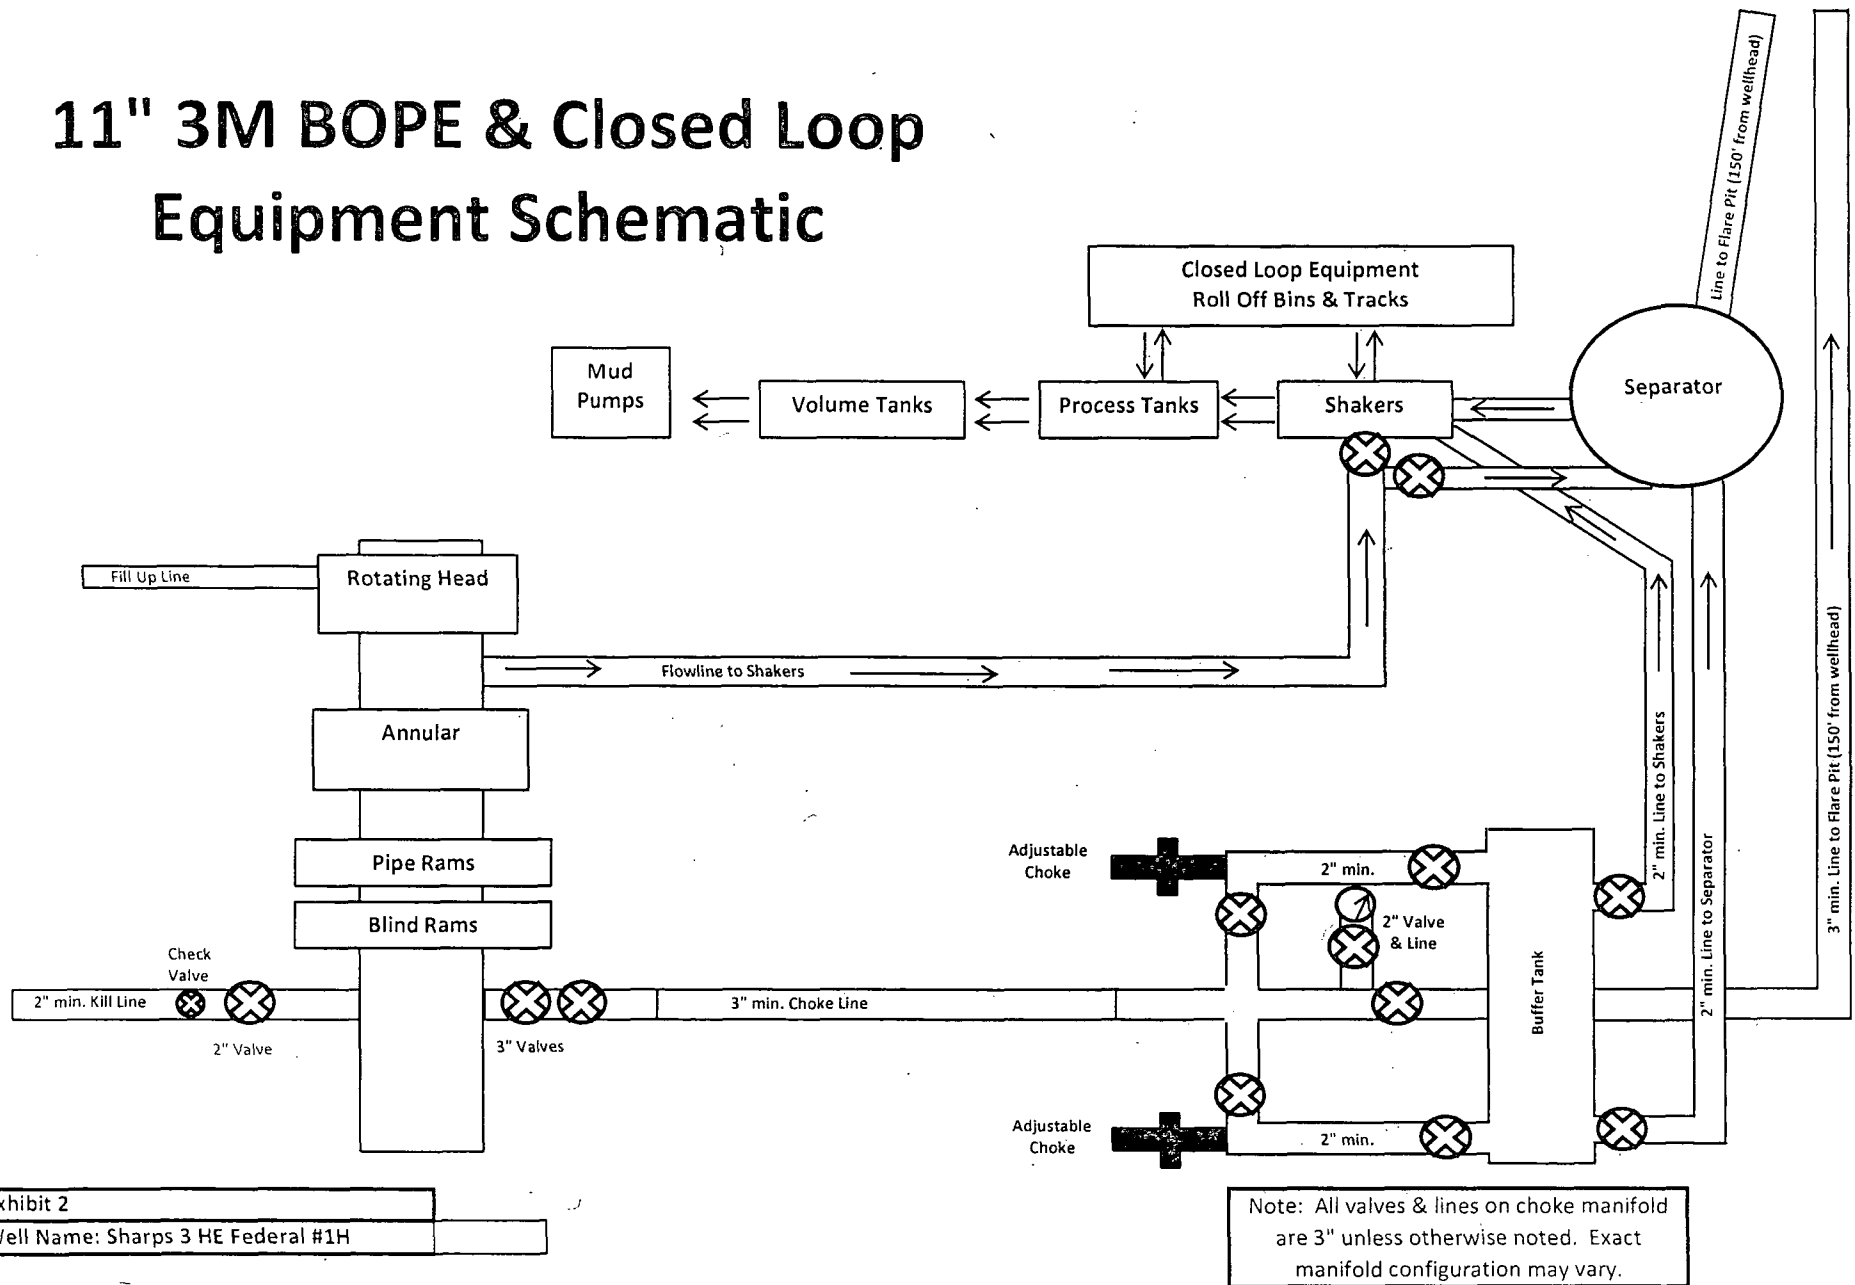 11" 3M BOPE & Closed Loop
Equipment Schematic
Line to Flare Pit (150' from wellhead)
Closed Loop Equipment
Roll Off Bins & Tracks
Mud
Pumps
Volume Tanks
Process Tanks
Shakers
Separator
Fill Up Line
Rotating Head
Flowline to Shakers
Annular
Pipe Rams
Blind Rams
Check
Valve
2" min. Kill Line
2" Valve
3" Valves
3" min. Choke Line
Adjustable
Choke
2" min.
2" Valve
& Line
Adjustable
Choke
2" min.
Buffer Tank
2" min. Line to Shakers
2" min. Line to Separator
3" min. Line to Flare Pit (150' from wellhead)
xhibit 2
Vell Name: Sharps 3 HE Federal #1H
Note: All valves & lines on choke manifold
are 3" unless otherwise noted. Exact
manifold configuration may vary.